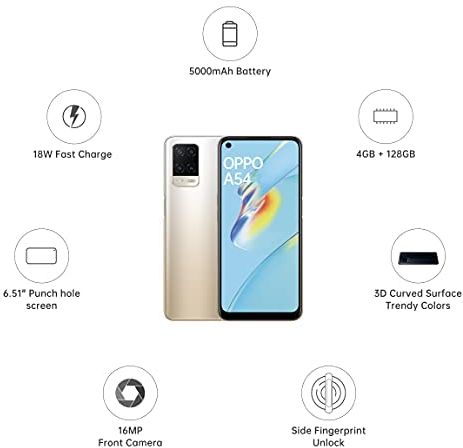 5000mAh Battery
18W Fast Charge
4GB + 128GB
OPPO
A54
6.51" Punch hole
screen
3D Curved Surface
Trendy Colors
16MP
Front Camera
Side Fingerprint
Unlock